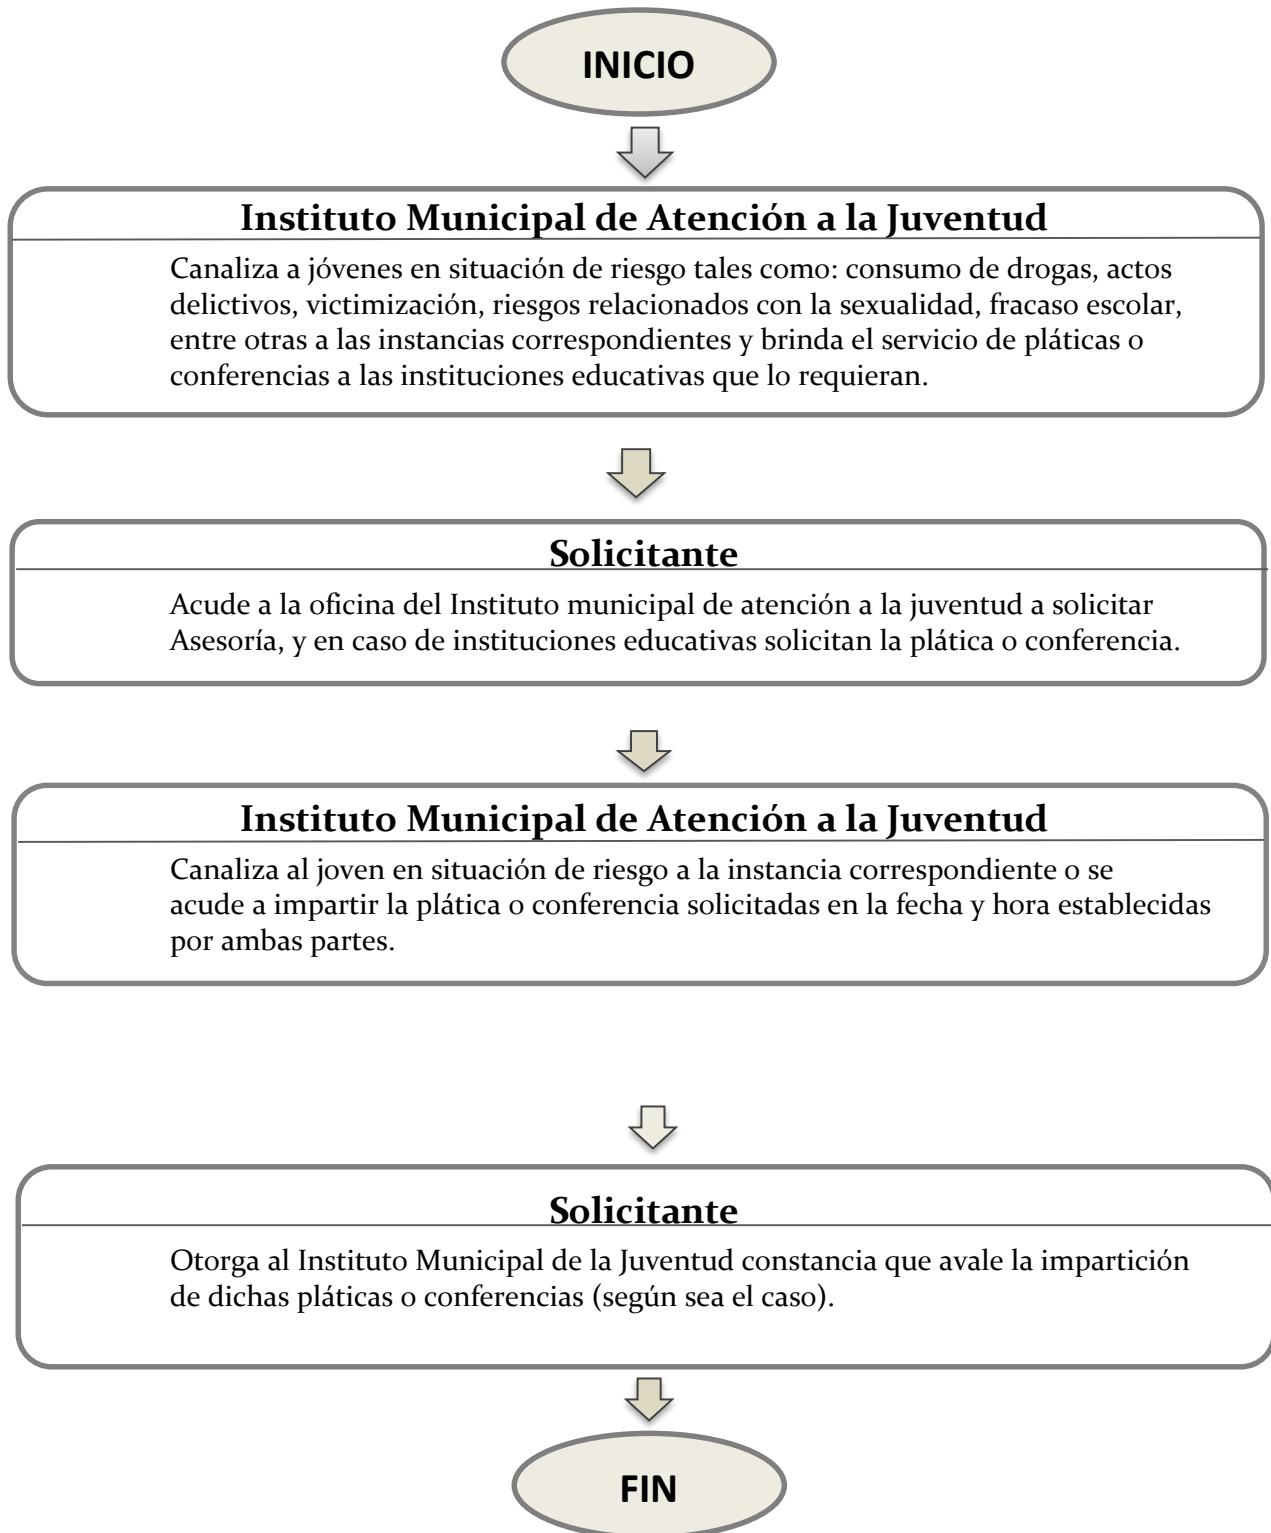 INICIO
Instituto Municipal de Atención a la Juventud
Canaliza a jóvenes en situación de riesgo tales como: consumo de drogas, actos
delictivos, victimización, riesgos relacionados con la sexualidad, fracaso escolar,
entre otras a las instancias correspondientes y brinda el servicio de pláticas o
conferencias a las instituciones educativas que lo requieran.
Solicitante
Acude a la oficina del Instituto municipal de atención a la juventud a solicitar
Asesoría, y en caso de instituciones educativas solicitan la plática o conferencia.
Instituto Municipal de Atención a la Juventud
Canaliza al joven en situación de riesgo a la instancia correspondiente o se
acude a impartir la plática o conferencia solicitadas en la fecha y hora establecidas
por ambas partes.
Solicitante
Otorga al Instituto Municipal de la Juventud constancia que avale la impartición
de dichas pláticas o conferencias (según sea el caso).
FIN